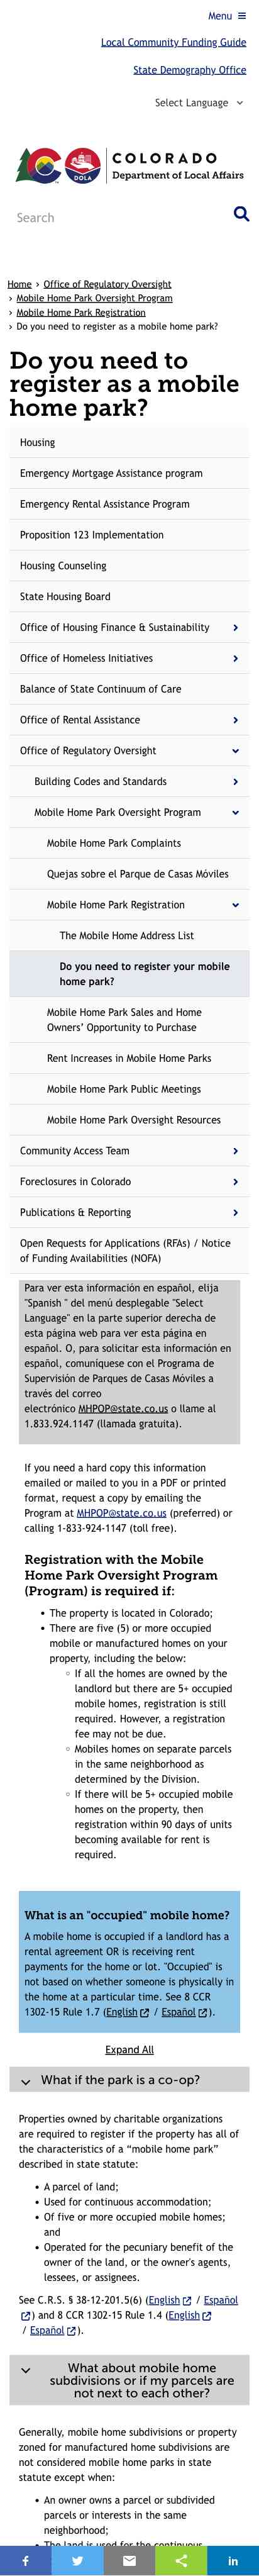 Menu
Local Community Funding Guide
State Demography Office
Select Language
COLORADO
Department of Local Affairs
CO
DOLA
Search
Home › Office of Regulatory Oversight
› Mobile Home Park Oversight Program
› Mobile Home Park Registration
› Do you need to register as a mobile home park?
Do you need to
register as a mobile
home park?
Housing
Emergency Mortgage Assistance program
Emergency Rental Assistance Program
Proposition 123 Implementation
Housing Counseling
State Housing Board
Office of Housing Finance & Sustainability
Office of Homeless Initiatives
Balance of State Continuum of Care
Office of Rental Assistance
Office of Regulatory Oversight
Building Codes and Standards
Mobile Home Park Oversight Program
Mobile Home Park Complaints
Quejas sobre el Parque de Casas Móviles
Mobile Home Park Registration
The Mobile Home Address List
Do you need to register your mobile
home park?
Mobile Home Park Sales and Home
Owners’ Opportunity to Purchase
Rent Increases in Mobile Home Parks
Mobile Home Park Public Meetings
Mobile Home Park Oversight Resources
Community Access Team
Foreclosures in Colorado
Publications & Reporting
Open Requests for Applications (RFAs) / Notice
of Funding Availabilities (NOFA)
Para ver esta información en español, elija
"Spanish " del menú desplegable "Select
Language" en la parte superior derecha de
esta página web para ver esta página en
español. O, para solicitar esta información en
español, comuníquese con el Programa de
Supervisión de Parques de Casas Móviles a
través del correo
electrónico MHPOP@state.co.us o llame al
1.833.924.1147 (llamada gratuita).
If you need a hard copy this information
emailed or mailed to you in a PDF or printed
format, request a copy by emailing the
Program at MHPOP@state.co.us (preferred) or
calling 1-833-924-1147 (toll free).
Registration with the Mobile
Home Park Oversight Program
(Program) is required if:
• The property is located in Colorado;
• There are five (5) or more occupied
mobile or manufactured homes on your
property, including the below:
○ If all the homes are owned by the
landlord but there are 5+ occupied
mobile homes, registration is still
required. However, a registration
fee may not be due.
○ Mobiles homes on separate parcels
in the same neighborhood as
determined by the Division.
○ If there will be 5+ occupied mobile
homes on the property, then
registration within 90 days of units
becoming available for rent is
required.
What is an "occupied" mobile home?
A mobile home is occupied if a landlord has a
rental agreement OR is receiving rent
payments for the home or lot. "Occupied" is
not based on whether someone is physically in
the home at a particular time. See 8 CCR
1302-15 Rule 1.7 (English / Español ).
Expand All
What if the park is a co-op?
Properties owned by charitable organizations
are required to register if the property has all of
the characteristics of a “mobile home park”
described in state statute:
• A parcel of land;
• Used for continuous accommodation;
• Of five or more occupied mobile homes;
and
• Operated for the pecuniary benefit of the
owner of the land, or the owner's agents,
lessees, or assignees.
See C.R.S. § 38-12-201.5(6) (English / Español
) and 8 CCR 1302-15 Rule 1.4 (English
/ Español ).
What about mobile home
subdivisions or if my parcels are
not next to each other?
Generally, mobile home subdivisions or property
zoned for manufactured home subdivisions are
not considered mobile home parks in state
statute except when:
• An owner owns a parcel or subdivided
parcels or interests in the same
neighborhood;
• The land is used for the continuous